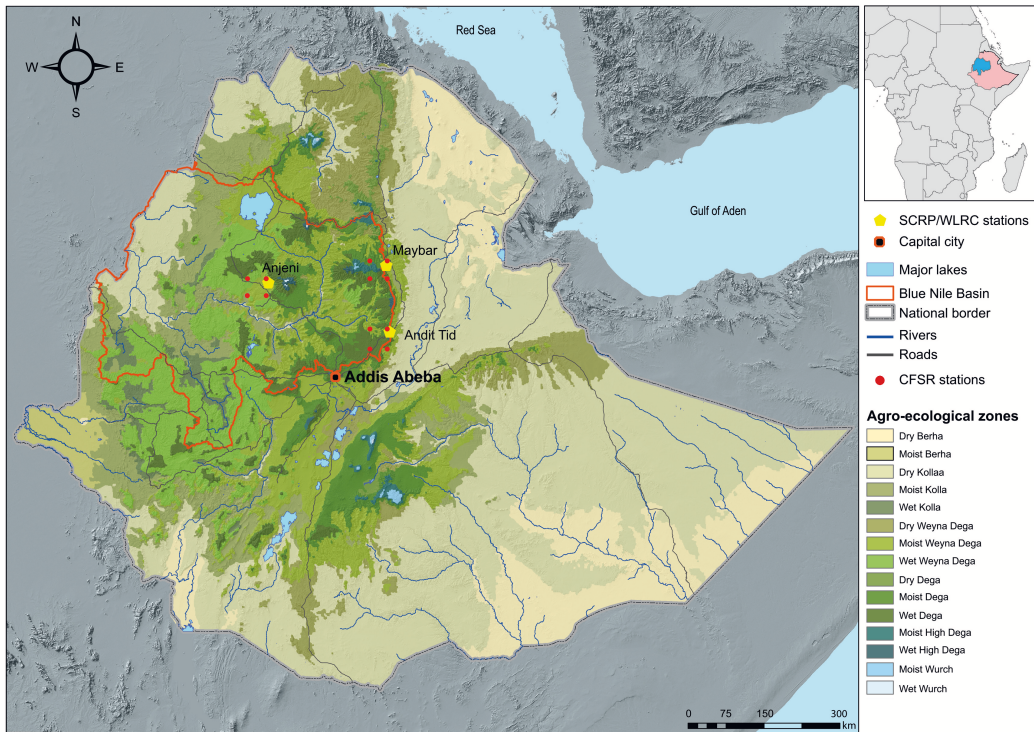 N
W
E
S
Red Sea
Gulf of Aden
Maybar
Anjeni
Andit Tid
Addis Abeba
0 75 150 300
km
SCRP/WLRC stations
Capital city
Major lakes
Blue Nile Basin
National border
Rivers
Roads
CFSR stations
Agro-ecological zones
Dry Berha
Moist Berha
Dry Kollaa
Moist Kolla
Wet Kolla
Dry Weyna Dega
Moist Weyna Dega
Wet Weyna Dega
Dry Dega
Moist Dega
Wet Dega
Moist High Dega
Wet High Dega
Moist Wurch
Wet Wurch